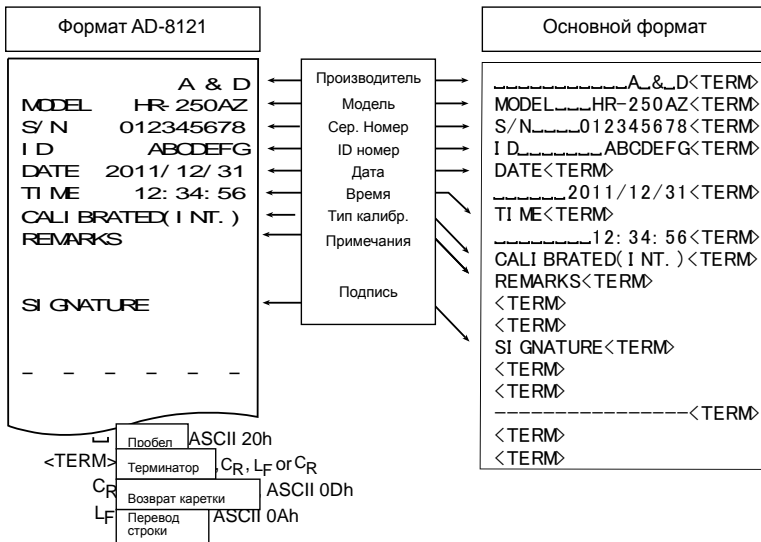 Формат AD-8121
A & D
MODEL HR-250AZ
S/N 012345678
ID ABCDEFG
DATE 2011/12/31
TIME 12:34:56
CALIBRATED(INT.)
REMARKS
SIGNATURE
_ _ _ _ _ _
Производитель
Модель
Сер. Номер
ID номер
Дата
Время
Тип калибр.
Примечания
Подпись
Основной формат
␣␣␣␣␣␣␣␣␣␣␣A␣&␣D<TERM>
MODEL␣␣␣HR-250AZ<TERM>
S/N␣␣␣␣012345678<TERM>
ID␣␣␣␣␣␣␣ABCDEFG<TERM>
DATE<TERM>
␣␣␣␣␣␣2011/12/31<TERM>
TIME<TERM>
␣␣␣␣␣␣␣␣12:34:56<TERM>
CALIBRATED(INT.)<TERM>
REMARKS<TERM>
<TERM>
<TERM>
SIGNATURE<TERM>
<TERM>
<TERM>
----------------<TERM>
<TERM>
<TERM>
␣ Пробел ASCII 20h
<TERM> Терминатор , CR, LF or CR
CR Возврат каретки , ASCII 0Dh
LF Перевод строки ASCII 0Ah